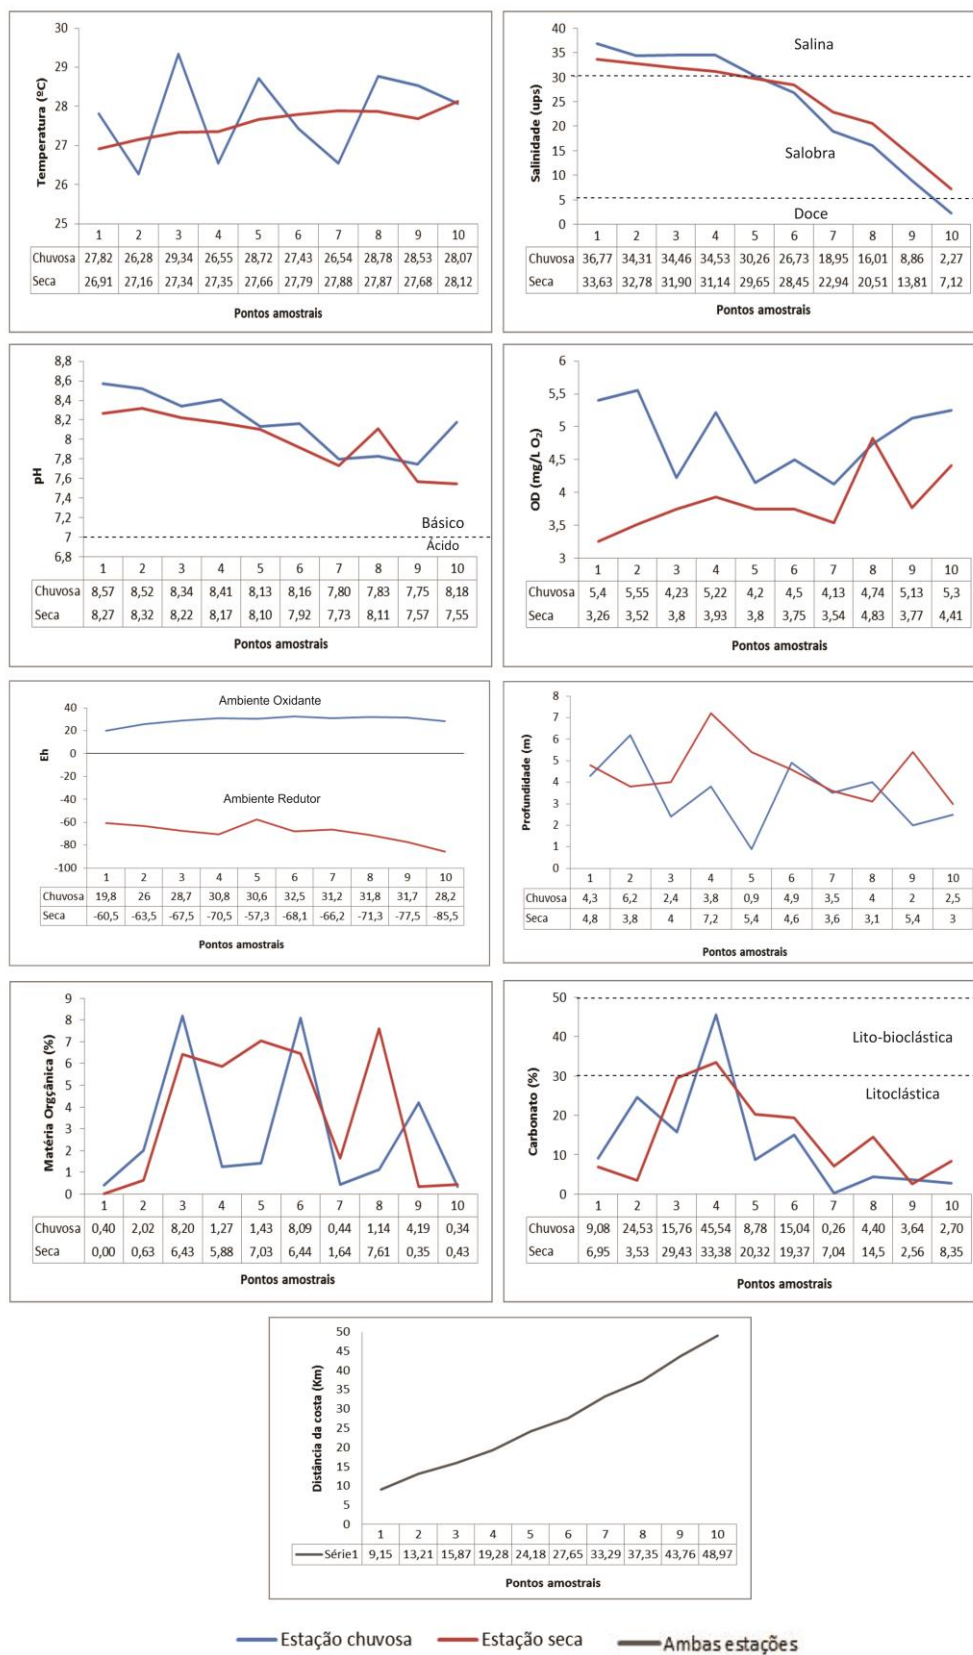 30
29
28
27
26
25
Temperatura (ºC)
1 2 3 4 5 6 7 8 9 10
Chuvosa 27,82 26,28 29,34 26,55 28,72 27,43 26,54 28,78 28,53 28,07
Seca 26,91 27,16 27,34 27,35 27,66 27,79 27,88 27,87 27,68 28,12
Pontos amostrais
40
35
30
25
20
15
10
5
0
Salinidade (ups)
Salina
Salobra
Doce
1 2 3 4 5 6 7 8 9 10
Chuvosa 36,77 34,31 34,46 34,53 30,26 26,73 18,95 16,01 8,86 2,27
Seca 33,63 32,78 31,90 31,14 29,65 28,45 22,94 20,51 13,81 7,12
Pontos amostrais
8,8
8,6
8,4
8,2
8
7,8
7,6
7,4
7,2
7
6,8
pH
Básico
Ácido
1 2 3 4 5 6 7 8 9 10
Chuvosa 8,57 8,52 8,34 8,41 8,13 8,16 7,80 7,83 7,75 8,18
Seca 8,27 8,32 8,22 8,17 8,10 7,92 7,73 8,11 7,57 7,55
Pontos amostrais
6
5,5
5
4,5
4
3,5
3
OD (mg/L O₂)
1 2 3 4 5 6 7 8 9 10
Chuvosa 5,4 5,55 4,23 5,22 4,2 4,5 4,13 4,74 5,13 5,3
Seca 3,26 3,52 3,8 3,93 3,8 3,75 3,54 4,83 3,77 4,41
Pontos amostrais
40
20
0
-20
-40
-60
-80
-100
Eh
Ambiente Oxidante
Ambiente Redutor
1 2 3 4 5 6 7 8 9 10
Chuvosa 19,8 26 28,7 30,8 30,6 32,5 31,2 31,8 31,7 28,2
Seca -60,5 -63,5 -67,5 -70,5 -57,3 -68,1 -66,2 -71,3 -77,5 -85,5
Pontos amostrais
8
7
6
5
4
3
2
1
0
Profundidade (m)
1 2 3 4 5 6 7 8 9 10
Chuvosa 4,3 6,2 2,4 3,8 0,9 4,9 3,5 4 2 2,5
Seca 4,8 3,8 4 7,2 5,4 4,6 3,6 3,1 5,4 3
Pontos amostrais
9
8
7
6
5
4
3
2
1
0
Matéria Orgçânica (%)
1 2 3 4 5 6 7 8 9 10
Chuvosa 0,40 2,02 8,20 1,27 1,43 8,09 0,44 1,14 4,19 0,34
Seca 0,00 0,63 6,43 5,88 7,03 6,44 1,64 7,61 0,35 0,43
Pontos amostrais
50
40
30
20
10
0
Carbonato (%)
Lito-bioclástica
Litoclástica
1 2 3 4 5 6 7 8 9 10
Chuvosa 9,08 24,53 15,76 45,54 8,78 15,04 0,26 4,40 3,64 2,70
Seca 6,95 3,53 29,43 33,38 20,32 19,37 7,04 14,5 2,56 8,35
Pontos amostrais
50
45
40
35
30
25
20
15
10
5
0
Distância da costa (Km)
1 2 3 4 5 6 7 8 9 10
Série1 9,15 13,21 15,87 19,28 24,18 27,65 33,29 37,35 43,76 48,97
Pontos amostrais
Estação chuvosa Estação seca Ambas estações